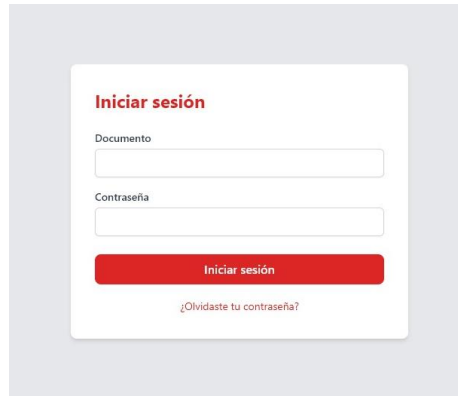 Iniciar sesión
Documento
Contraseña
Iniciar sesión
¿Olvidaste tu contraseña?